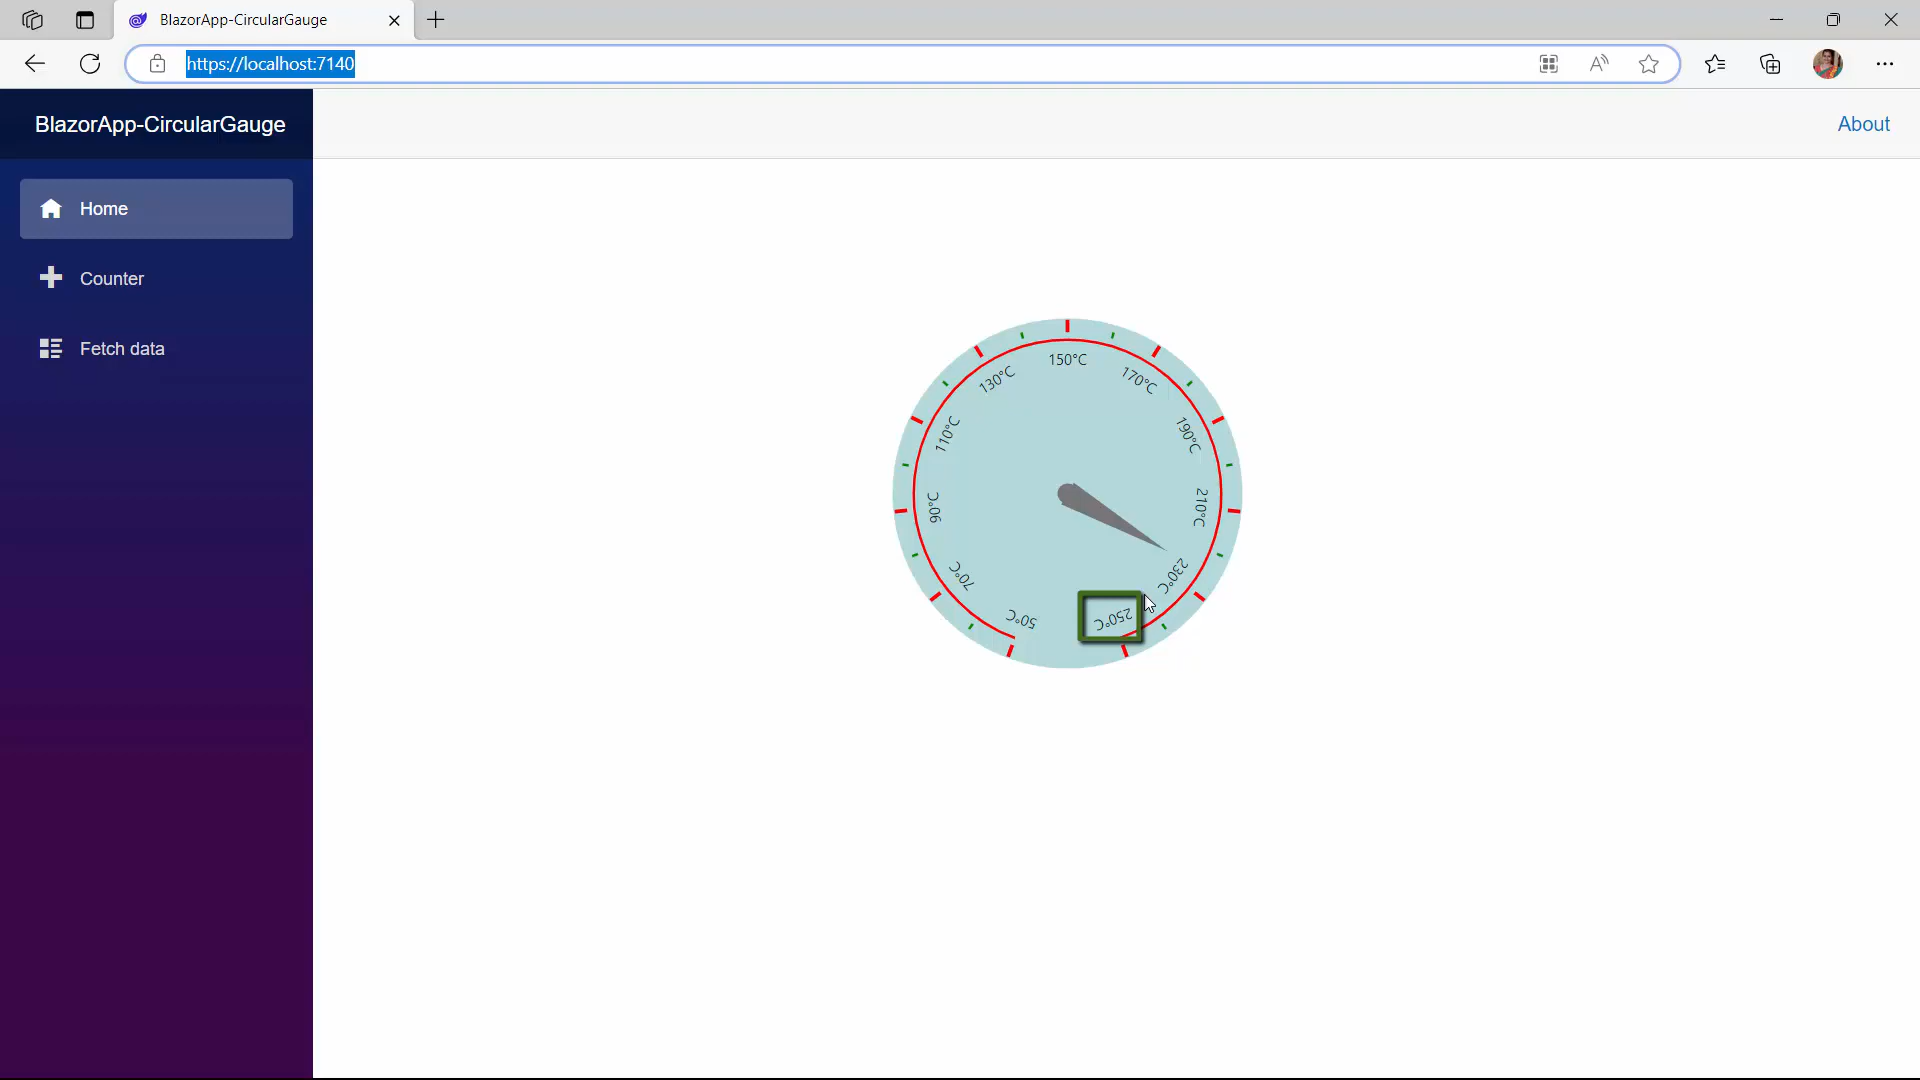 BlazorApp-CircularGauge
https://localhost:7140
BlazorApp-CircularGauge
About
Home
Counter
Fetch data
150°C
130°C
170°C
110°C
190°C
90°C
210°C
70°C
230°C
50°C
250°C